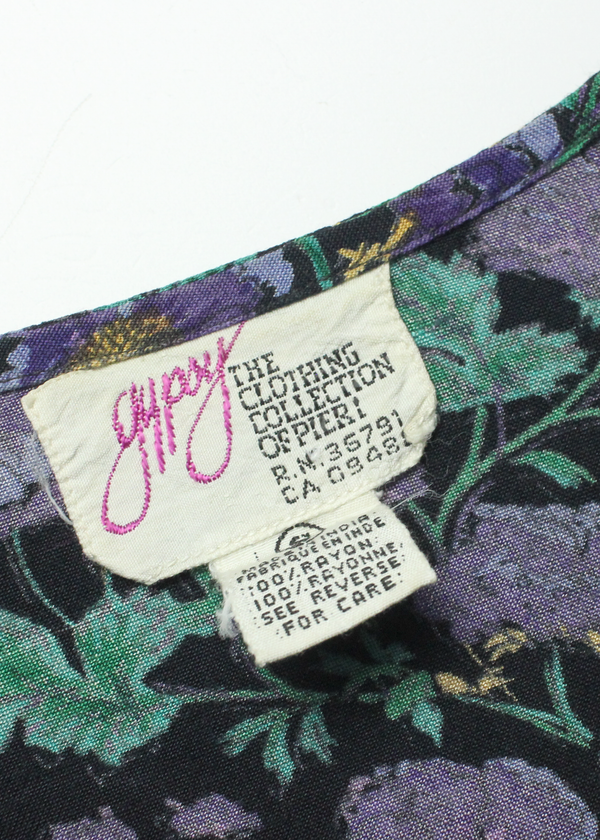 gypsy
THE
CLOTHING
COLLECTION
OF PIER 1
R.N. 35791
CA 0848
INDIA
FABRIQUE EN INDE
100% RAYON
100% RAYONNE
SEE REVERSE
FOR CARE